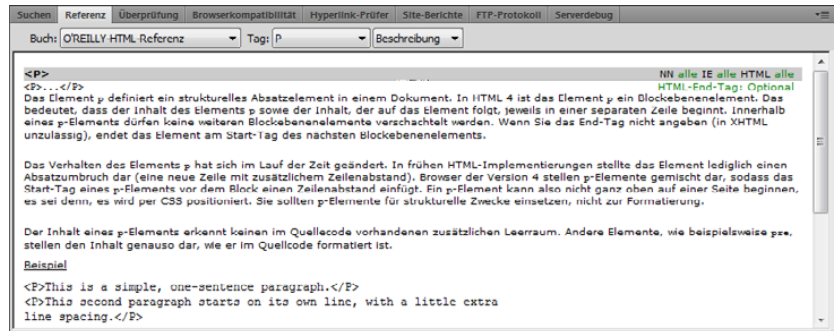 Suchen Referenz Überprüfung Browserkompatibilität Hyperlink-Prüfer Site-Berichte FTP-Protokoll Serverdebug
Buch: O'REILLY HTML-Referenz Tag: P Beschreibung
<P> NN alle IE alle HTML alle
<P>...</P> HTML-End-Tag: Optional
Das Element p definiert ein strukturelles Absatzelement in einem Dokument. In HTML 4 ist das Element p ein Blockebenenelement. Das
bedeutet, dass der Inhalt des Elements p sowie der Inhalt, der auf das Element folgt, jeweils in einer separaten Zeile beginnt. Innerhalb
eines p-Elements dürfen keine weiteren Blockebenenelemente verschachtelt werden. Wenn Sie das End-Tag nicht angeben (in XHTML
unzulässig), endet das Element am Start-Tag des nächsten Blockebenenelements.
Das Verhalten des Elements p hat sich im Lauf der Zeit geändert. In frühen HTML-Implementierungen stellte das Element lediglich einen
Absatzumbruch dar (eine neue Zeile mit zusätzlichem Zeilenabstand). Browser der Version 4 stellen p-Elemente gemischt dar, sodass das
Start-Tag eines p-Elements vor dem Block einen Zeilenabstand einfügt. Ein p-Element kann also nicht ganz oben auf einer Seite beginnen,
es sei denn, es wird per CSS positioniert. Sie sollten p-Elemente für strukturelle Zwecke einsetzen, nicht zur Formatierung.
Der Inhalt eines p-Elements erkennt keinen im Quellecode vorhandenen zusätzlichen Leerraum. Andere Elemente, wie beispielsweise pre,
stellen den Inhalt genauso dar, wie er im Quellcode formatiert ist.
Beispiel
<P>This is a simple, one-sentence paragraph.</P>
<P>This second paragraph starts on its own line, with a little extra
line spacing.</P>